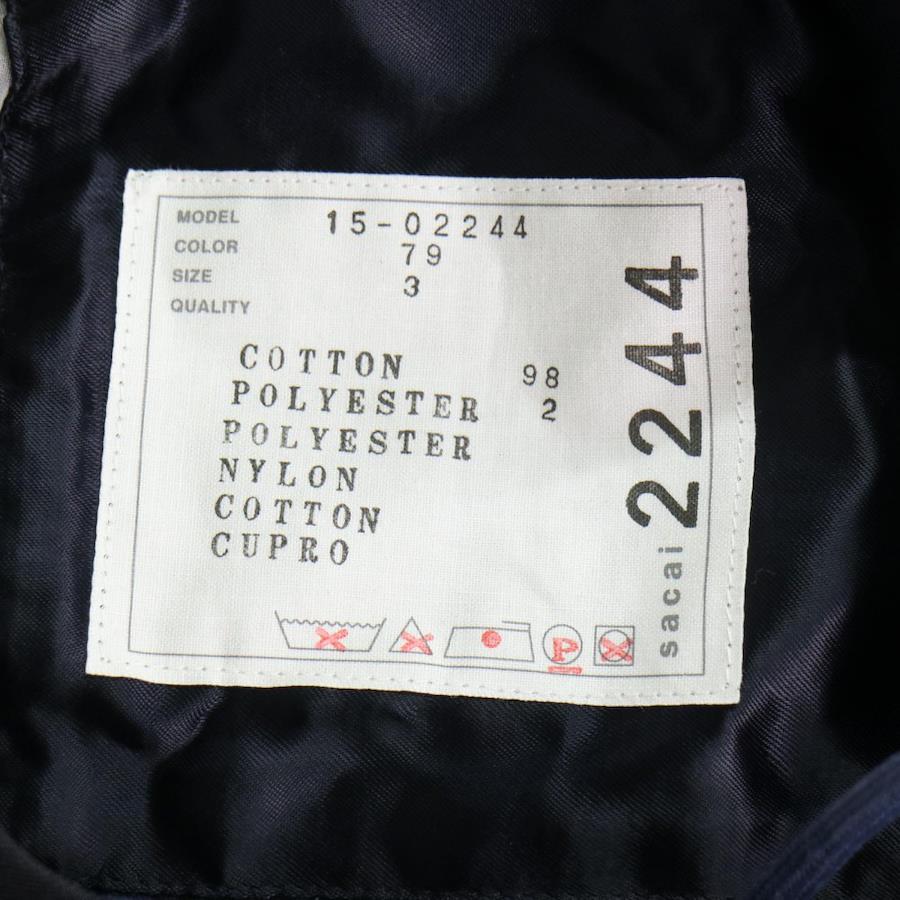 MODEL 15-02244
COLOR 79
SIZE 3
QUALITY
COTTON 98
POLYESTER 2
POLYESTER
NYLON
COTTON
CUPRO
P
sacai 2244